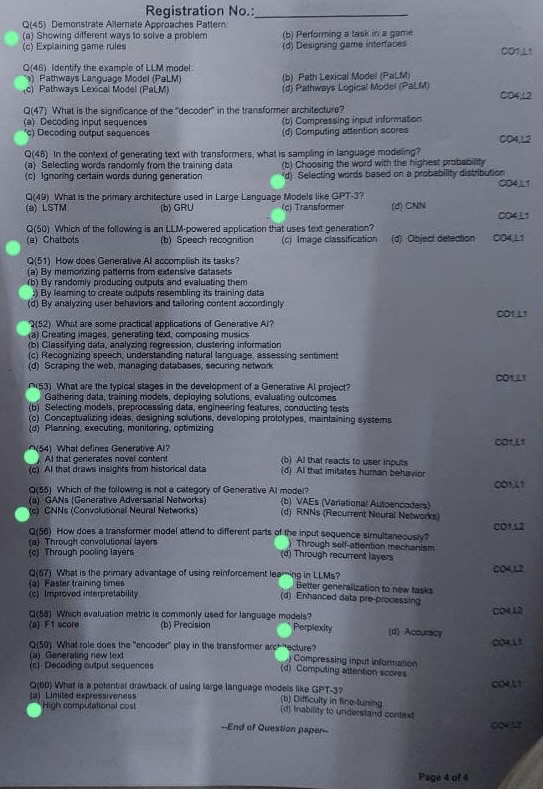 Registration No.:
Q(45) Demonstrate Alternate Approaches Pattern:
(a) Showing different ways to solve a problem (b) Performing a task in a game
(c) Explaining game rules (d) Designing game interfaces
CO1,L1
Q(46) Identify the example of LLM model:
) Pathways Language Model (PaLM) (b) Path Lexical Model (PaLM)
(c) Pathways Lexical Model (PaLM) (d) Pathways Logical Model (PaLM)
CO4,L2
Q(47) What is the significance of the "decoder" in the transformer architecture?
(a) Decoding input sequences (b) Compressing input information
(c) Decoding output sequences (d) Computing attention scores
CO4,L2
Q(48) In the context of generating text with transformers, what is sampling in language modeling?
(a) Selecting words randomly from the training data (b) Choosing the word with the highest probability
(c) Ignoring certain words during generation (d) Selecting words based on a probability distribution
CO4,L1
Q(49) What is the primary architecture used in Large Language Models like GPT-3?
(a) LSTM (b) GRU (c) Transformer (d) CNN
CO4,L1
Q(50) Which of the following is an LLM-powered application that uses text generation?
(a) Chatbots (b) Speech recognition (c) Image classification (d) Object detection CO4,L1
Q(51) How does Generative AI accomplish its tasks?
(a) By memorizing patterns from extensive datasets
(b) By randomly producing outputs and evaluating them
) By learning to create outputs resembling its training data
(d) By analyzing user behaviors and tailoring content accordingly
CO1,L1
Q(52) What are some practical applications of Generative AI?
(a) Creating images, generating text, composing musics
(b) Classifying data, analyzing regression, clustering information
(c) Recognizing speech, understanding natural language, assessing sentiment
(d) Scraping the web, managing databases, securing network
CO1,L1
Q(53) What are the typical stages in the development of a Generative AI project?
Gathering data, training models, deploying solutions, evaluating outcomes
(b) Selecting models, preprocessing data, engineering features, conducting tests
(c) Conceptualizing ideas, designing solutions, developing prototypes, maintaining systems
(d) Planning, executing, monitoring, optimizing
CO1,L1
(54) What defines Generative AI?
AI that generates novel content (b) AI that reacts to user inputs
(c) AI that draws insights from historical data (d) AI that imitates human behavior
CO1,L1
Q(55) Which of the following is not a category of Generative AI model?
(a) GANs (Generative Adversarial Networks) (b) VAEs (Variational Autoencoders)
(c) CNNs (Convolutional Neural Networks) (d) RNNs (Recurrent Neural Networks)
CO1,L2
Q(56) How does a transformer model attend to different parts of the input sequence simultaneously?
(a) Through convolutional layers ) Through self-attention mechanism
(c) Through pooling layers (d) Through recurrent layers
CO4,L2
Q(57) What is the primary advantage of using reinforcement learning in LLMs?
(a) Faster training times Better generalization to new tasks
(c) Improved interpretability (d) Enhanced data pre-processing
CO4,L2
Q(58) Which evaluation metric is commonly used for language models?
(a) F1 score (b) Precision Perplexity (d) Accuracy
CO4,L1
Q(59) What role does the "encoder" play in the transformer architecture?
(a) Generating new text ) Compressing input information
(c) Decoding output sequences (d) Computing attention scores
CO4,L1
Q(60) What is a potential drawback of using large language models like GPT-3?
(a) Limited expressiveness (b) Difficulty in fine-tuning
High computational cost (d) Inability to understand context
CO4,L2
--End of Question paper--
Page 4 of 4